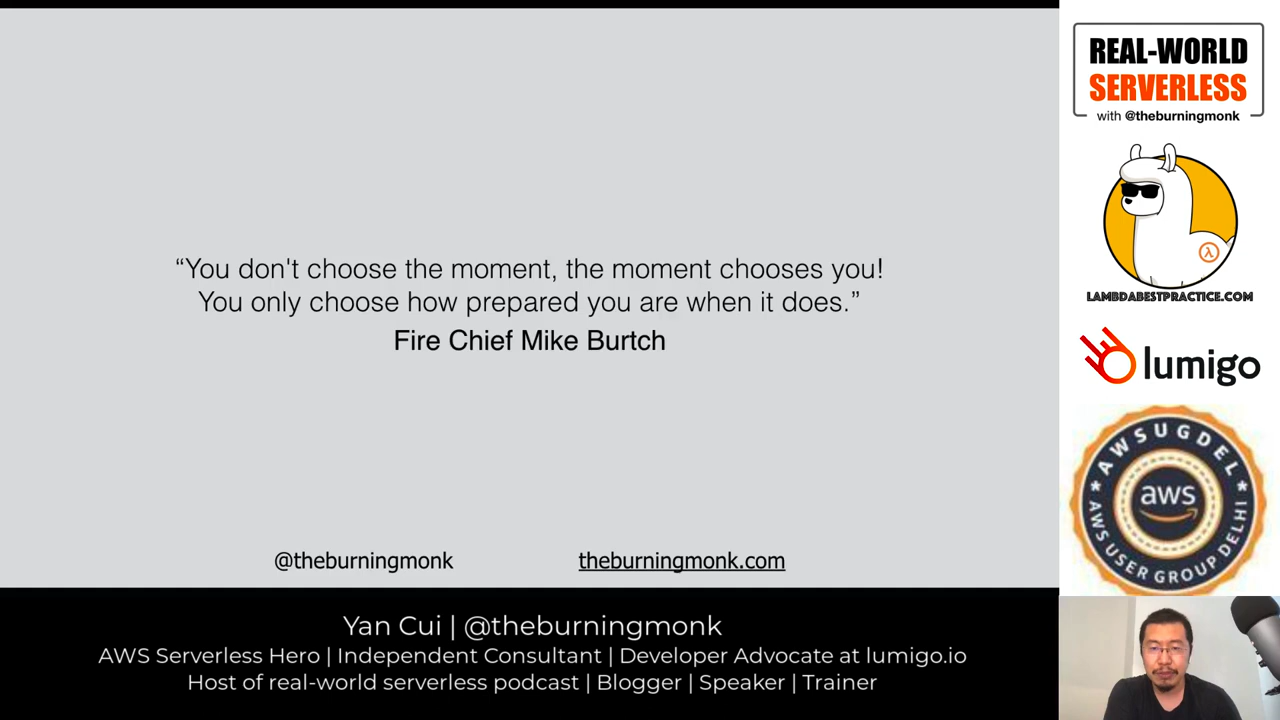 “You don't choose the moment, the moment chooses you!
You only choose how prepared you are when it does.”
Fire Chief Mike Burtch
@theburningmonk
theburningmonk.com
Yan Cui | @theburningmonk
AWS Serverless Hero | Independent Consultant | Developer Advocate at lumigo.io
Host of real-world serverless podcast | Blogger | Speaker | Trainer
REAL-WORLD
SERVERLESS
with @theburningmonk
λ
LAMBDABESTPRACTICE.COM
lumigo
* AWSUGDEL *
aws
AWS USER GROUP DELHI